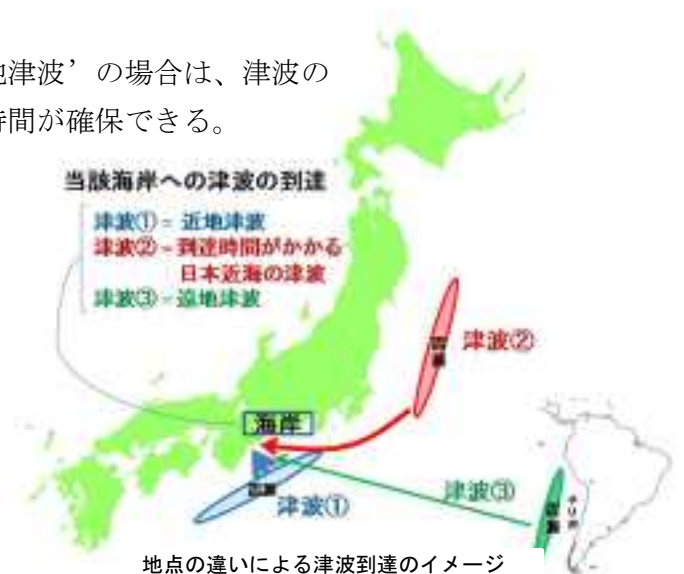 地津波’の場合は、津波の
時間が確保できる。
当該海岸への津波の到達
津波①＝近地津波
津波②＝到達時間がかかる
日本近海の津波
津波③＝遠地津波
津波②
海岸
津波①
津波③
チリ沖
地点の違いによる津波到達のイメージ